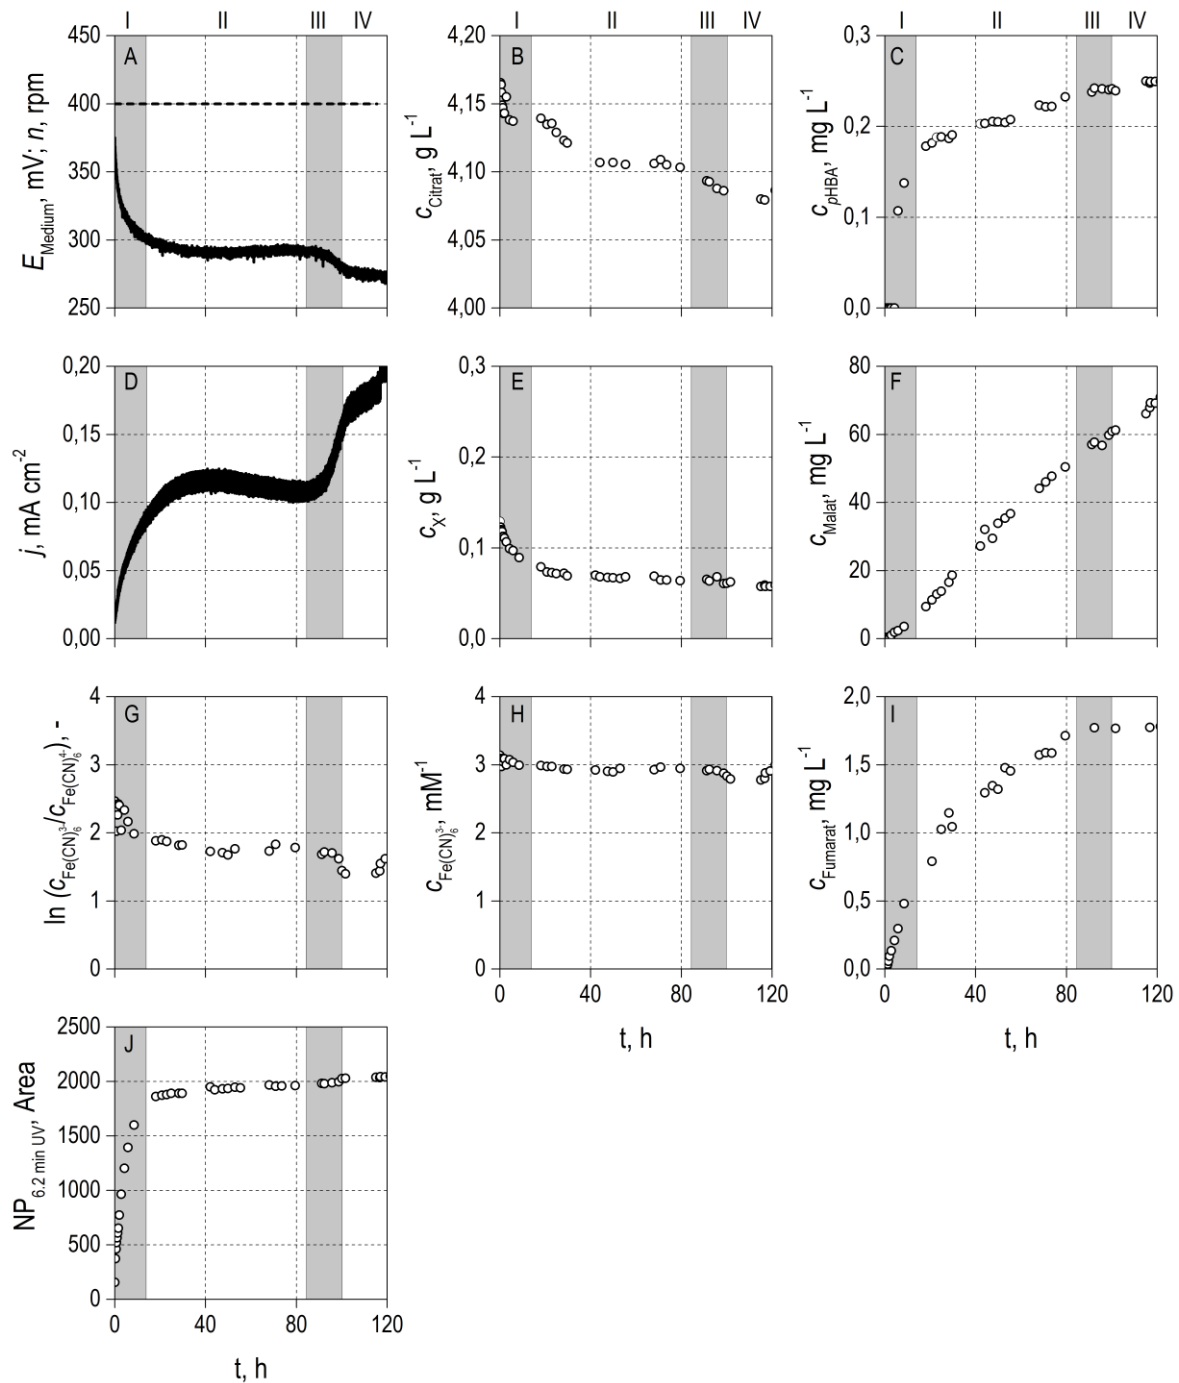 I II III IV
I II III IV
I II III IV
A
450
400
350
300
250
E_Medium, mV; n, rpm
B
4,20
4,15
4,10
4,05
4,00
c_Citrat, g L⁻¹
C
0,3
0,2
0,1
0,0
c_pHBA, mg L⁻¹
D
0,20
0,15
0,10
0,05
0,00
j, mA cm⁻²
E
0,3
0,2
0,1
0,0
c_X, g L⁻¹
F
80
60
40
20
0
c_Malat, mg L⁻¹
G
4
3
2
1
0
ln (c_Fe(CN)₆³⁻/c_Fe(CN)₆⁴⁻), -
H
4
3
2
1
0
0 40 80 120
c_Fe(CN)₆³⁻, mM⁻¹
t, h
I
2,0
1,5
1,0
0,5
0,0
0 40 80 120
c_Fumarat, mg L⁻¹
t, h
J
2500
2000
1500
1000
500
0
0 40 80 120
NP_6.2 min UV, Area
t, h